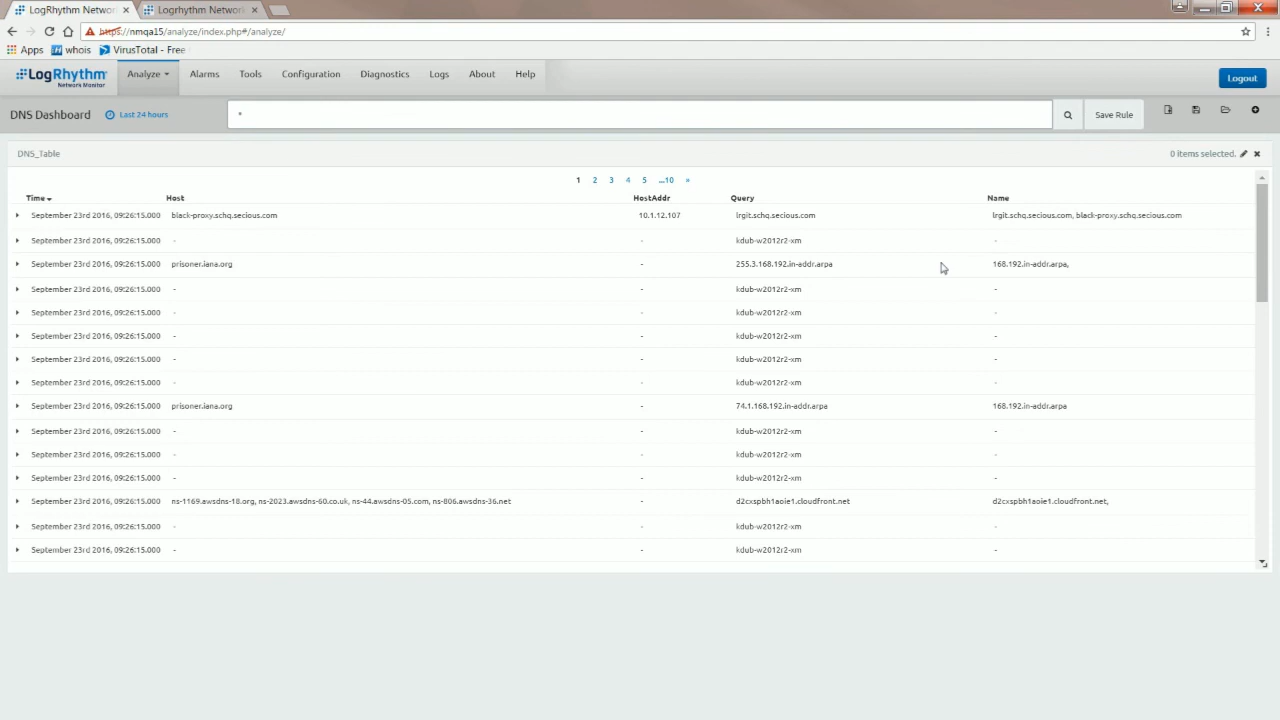 LogRhythm Networ
Logrhythm Network
https://nmqa15/analyze/index.php#/analyze/
Apps whois VirusTotal - Free
LogRhythm Network Monitor
Analyze Alarms Tools Configuration Diagnostics Logs About Help
Logout
DNS Dashboard Last 24 hours * Save Rule
DNS_Table 0 items selected.
1 2 3 4 5 ...10 »
Time Host HostAddr Query Name
September 23rd 2016, 09:26:15.000 black-proxy.schq.secious.com 10.1.12.107 lrgit.schq.secious.com lrgit.schq.secious.com, black-proxy.schq.secious.com
September 23rd 2016, 09:26:15.000 - - kdub-w2012r2-xm -
September 23rd 2016, 09:26:15.000 prisoner.iana.org - 255.3.168.192.in-addr.arpa 168.192.in-addr.arpa,
September 23rd 2016, 09:26:15.000 - - kdub-w2012r2-xm -
September 23rd 2016, 09:26:15.000 - - kdub-w2012r2-xm -
September 23rd 2016, 09:26:15.000 - - kdub-w2012r2-xm -
September 23rd 2016, 09:26:15.000 - - kdub-w2012r2-xm -
September 23rd 2016, 09:26:15.000 - - kdub-w2012r2-xm -
September 23rd 2016, 09:26:15.000 prisoner.iana.org - 74.1.168.192.in-addr.arpa 168.192.in-addr.arpa
September 23rd 2016, 09:26:15.000 - - kdub-w2012r2-xm -
September 23rd 2016, 09:26:15.000 - - kdub-w2012r2-xm -
September 23rd 2016, 09:26:15.000 - - kdub-w2012r2-xm -
September 23rd 2016, 09:26:15.000 ns-1169.awsdns-18.org, ns-2023.awsdns-60.co.uk, ns-44.awsdns-05.com, ns-806.awsdns-36.net - d2cxspbh1aoie1.cloudfront.net d2cxspbh1aoie1.cloudfront.net,
September 23rd 2016, 09:26:15.000 - - kdub-w2012r2-xm -
September 23rd 2016, 09:26:15.000 - - kdub-w2012r2-xm -